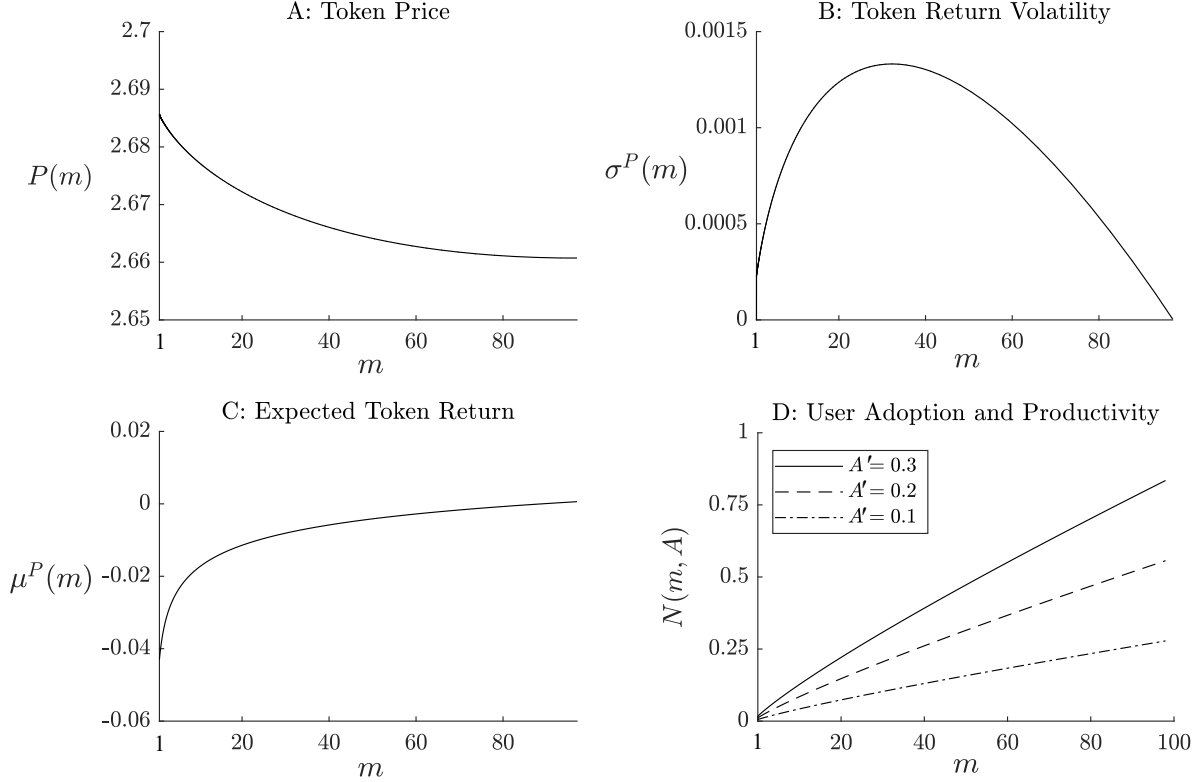 A: Token Price
2.7
2.69
2.68
2.67
2.66
2.65
P(m)
1 20 40 60 80
m
B: Token Return Volatility
0.0015
0.001
0.0005
0
σ^P(m)
1 20 40 60 80
m
C: Expected Token Return
0.02
0
-0.02
-0.04
-0.06
μ^P(m)
1 20 40 60 80
m
D: User Adoption and Productivity
1
0.75
0.5
0.25
0
N(m, A)
A′= 0.3
A′= 0.2
A′= 0.1
1 20 40 60 80 100
m